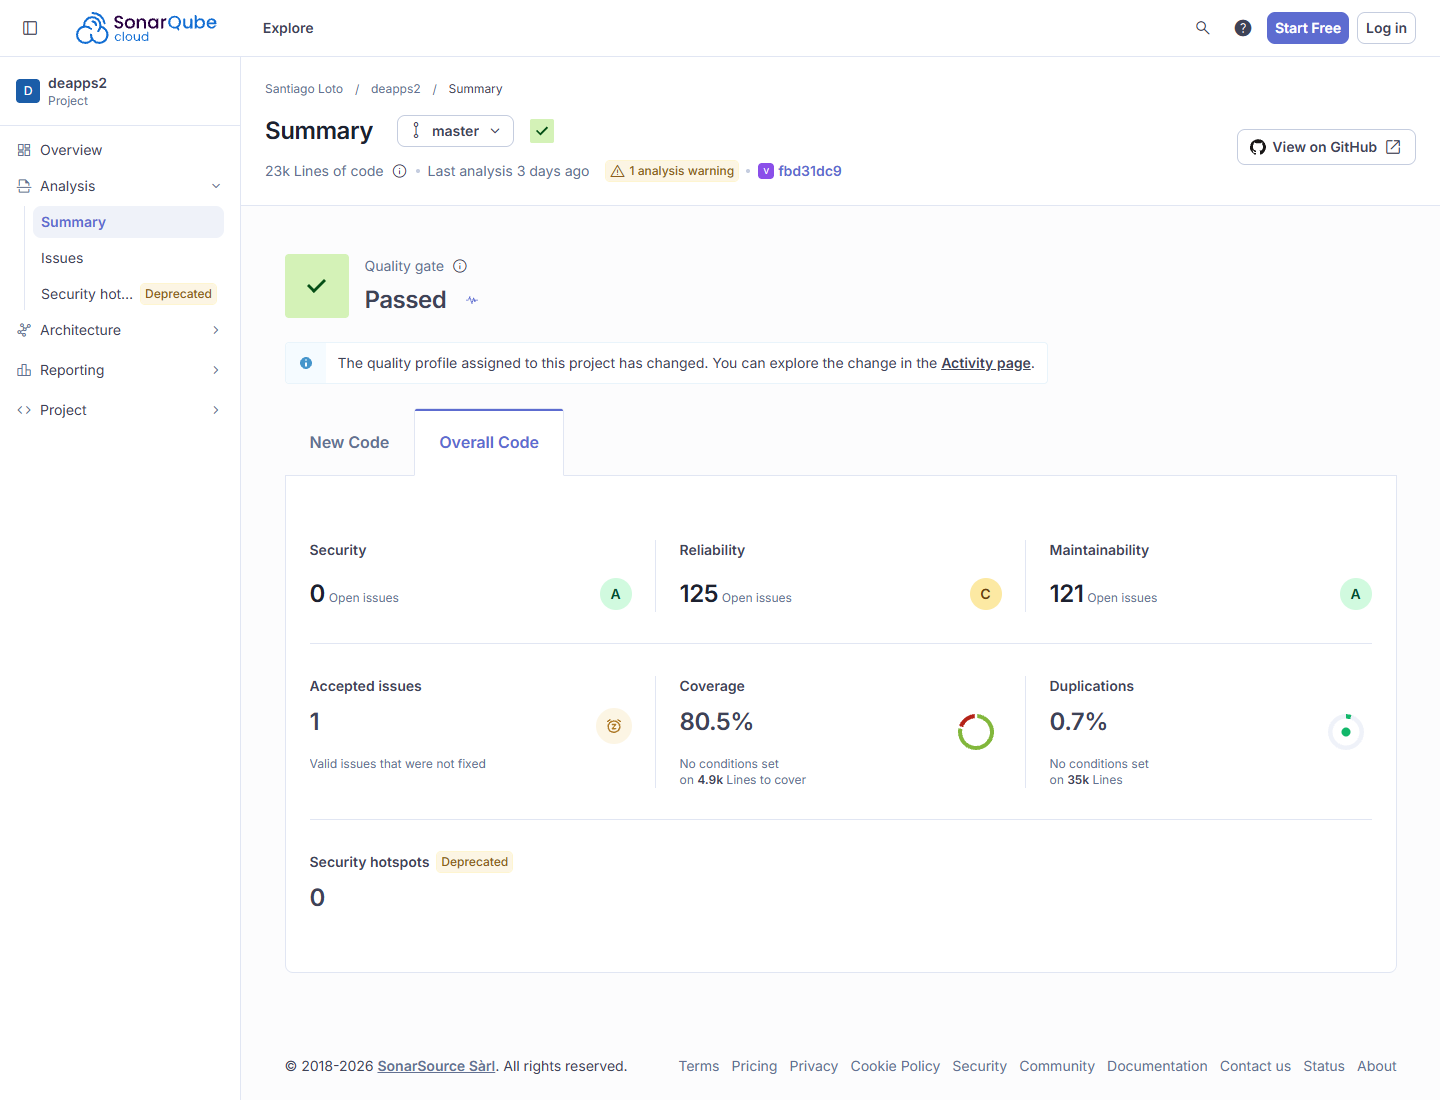 SonarQube cloud
Explore
?
Start Free
Log in
D
deapps2
Project
Overview
Analysis
Summary
Issues
Security hot... Deprecated
Architecture
Reporting
Project
Santiago Loto / deapps2 / Summary
Summary
master
View on GitHub
23k Lines of code • Last analysis 3 days ago 1 analysis warning • V fbd31dc9
Quality gate
Passed
The quality profile assigned to this project has changed. You can explore the change in the Activity page.
New Code
Overall Code
Security
0 Open issues
A
Reliability
125 Open issues
C
Maintainability
121 Open issues
A
Accepted issues
1
Valid issues that were not fixed
Coverage
80.5%
No conditions set
on 4.9k Lines to cover
Duplications
0.7%
No conditions set
on 35k Lines
Security hotspots Deprecated
0
© 2018-2026 SonarSource Sàrl. All rights reserved.
Terms Pricing Privacy Cookie Policy Security Community Documentation Contact us Status About